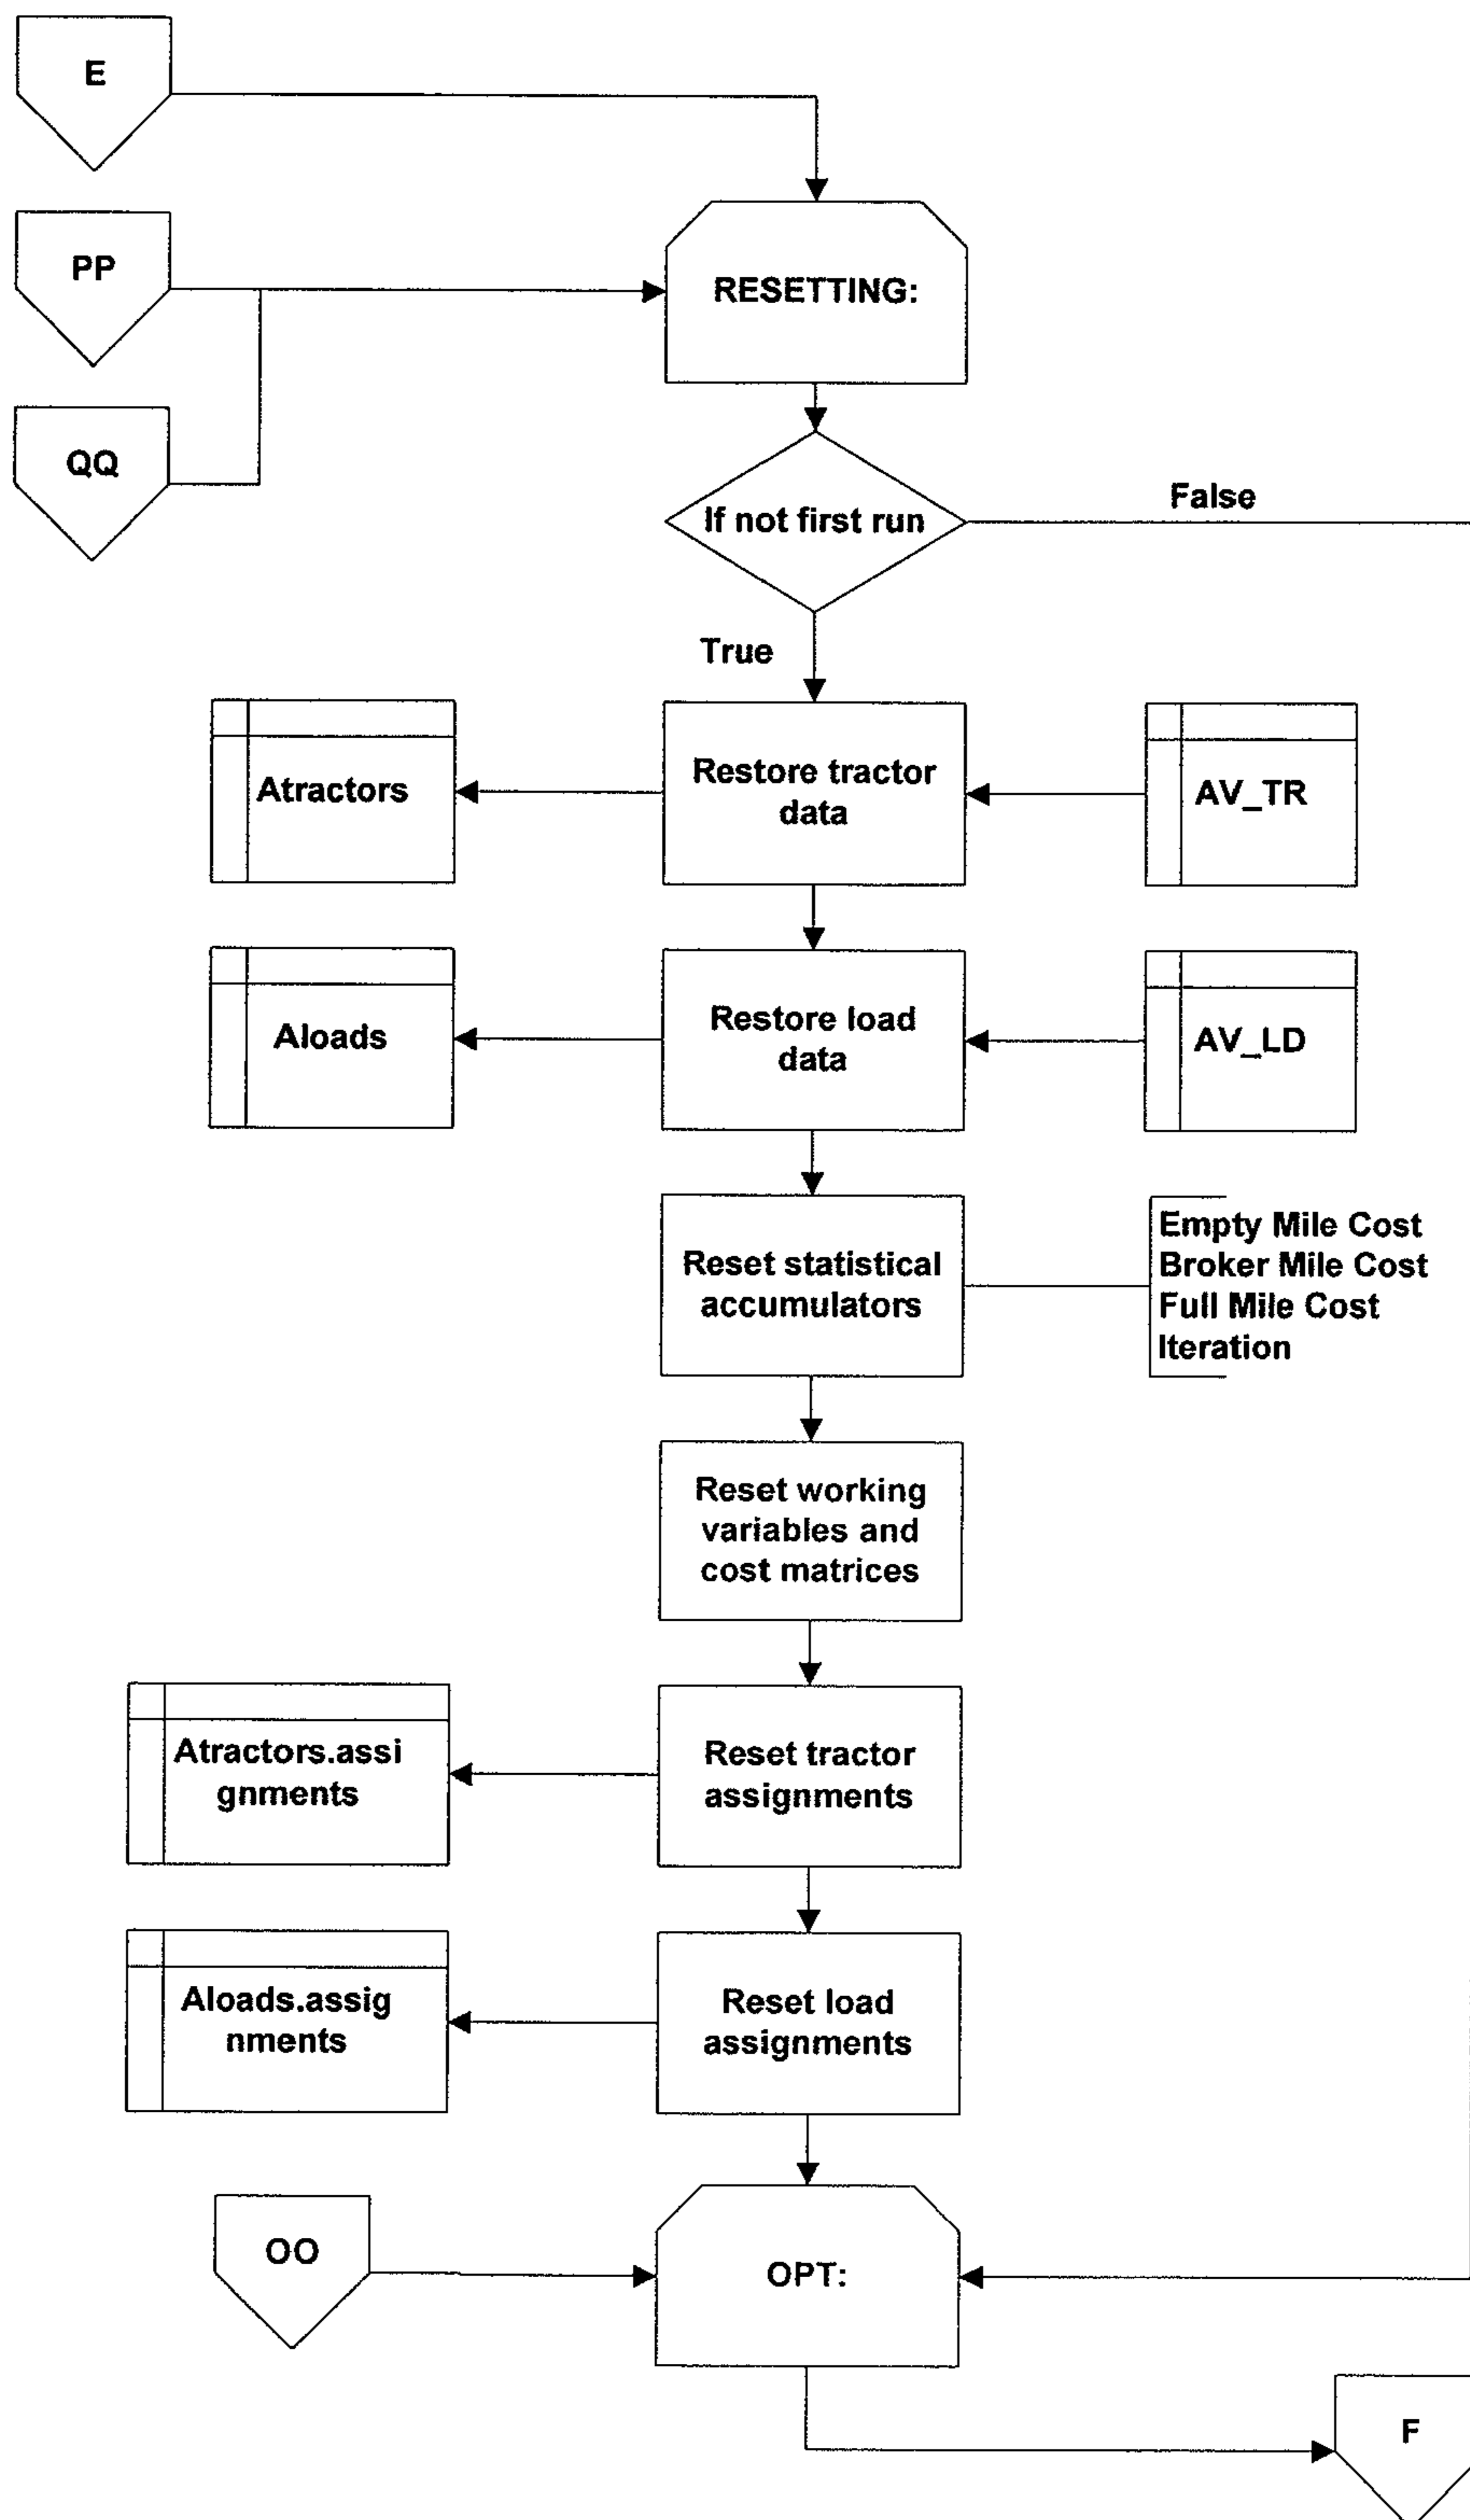 E
PP
RESETTING:
QQ
If not first run
False
True
Atractors
Restore tractor
data
AV_TR
Aloads
Restore load
data
AV_LD
Reset statistical
accumulators
Empty Mile Cost
Broker Mile Cost
Full Mile Cost
Iteration
Reset working
variables and
cost matrices
Atractors.assi
gnments
Reset tractor
assignments
Aloads.assig
nments
Reset load
assignments
OO
OPT:
F